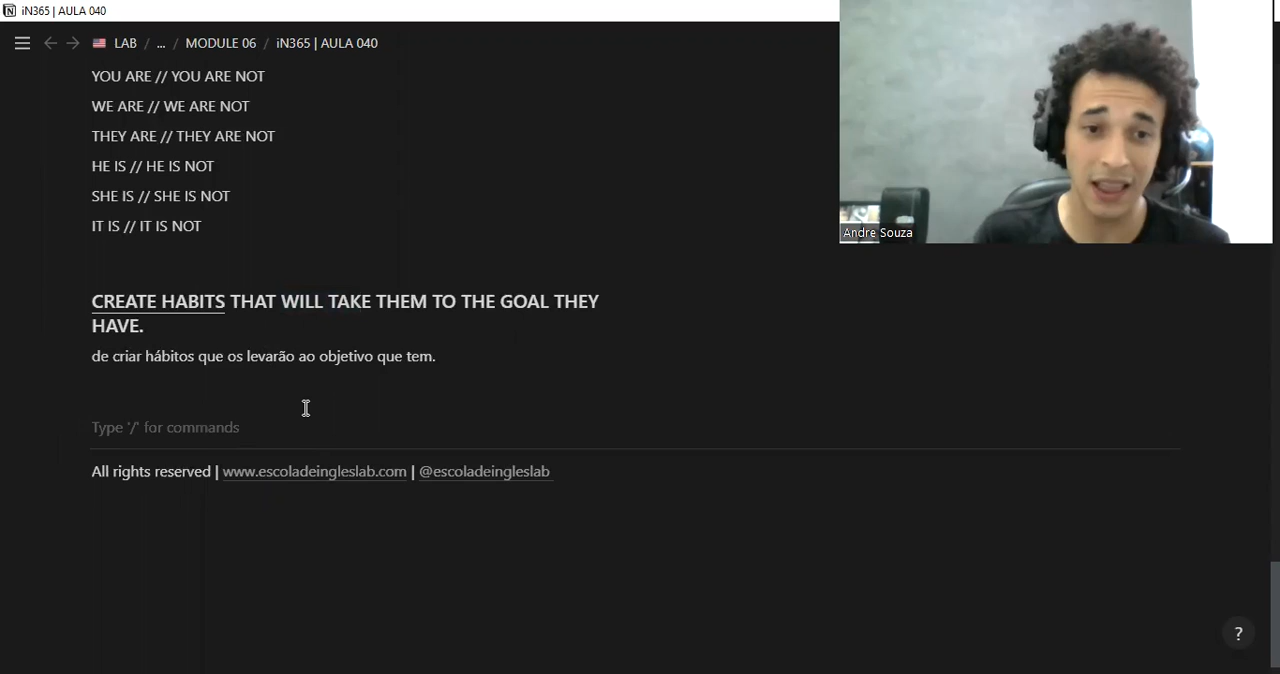 iN365 | AULA 040
LAB / ... / MODULE 06 / iN365 | AULA 040
YOU ARE // YOU ARE NOT
WE ARE // WE ARE NOT
THEY ARE // THEY ARE NOT
HE IS // HE IS NOT
SHE IS // SHE IS NOT
IT IS // IT IS NOT
Andre Souza
CREATE HABITS THAT WILL TAKE THEM TO THE GOAL THEY
HAVE.
de criar hábitos que os levarão ao objetivo que tem.
Type '/' for commands
All rights reserved | www.escoladeingleslab.com | @escoladeingleslab
?